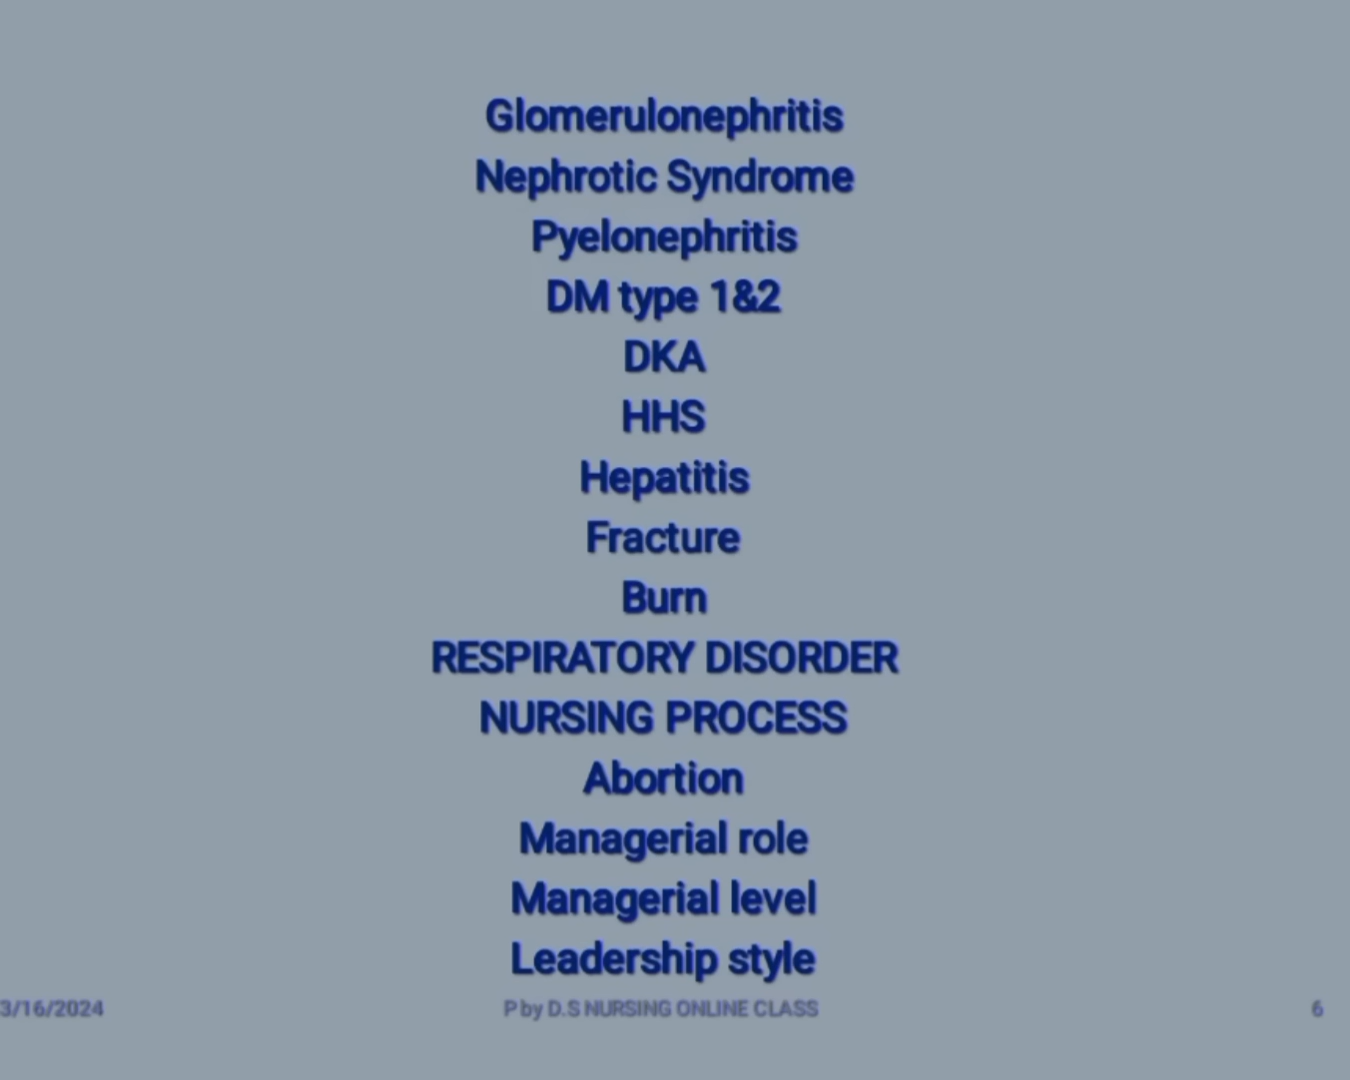 Glomerulonephritis
Nephrotic Syndrome
Pyelonephritis
DM type 1&2
DKA
HHS
Hepatitis
Fracture
Burn
RESPIRATORY DISORDER
NURSING PROCESS
Abortion
Managerial role
Managerial level
Leadership style
3/16/2024 P by D.S NURSING ONLINE CLASS 6